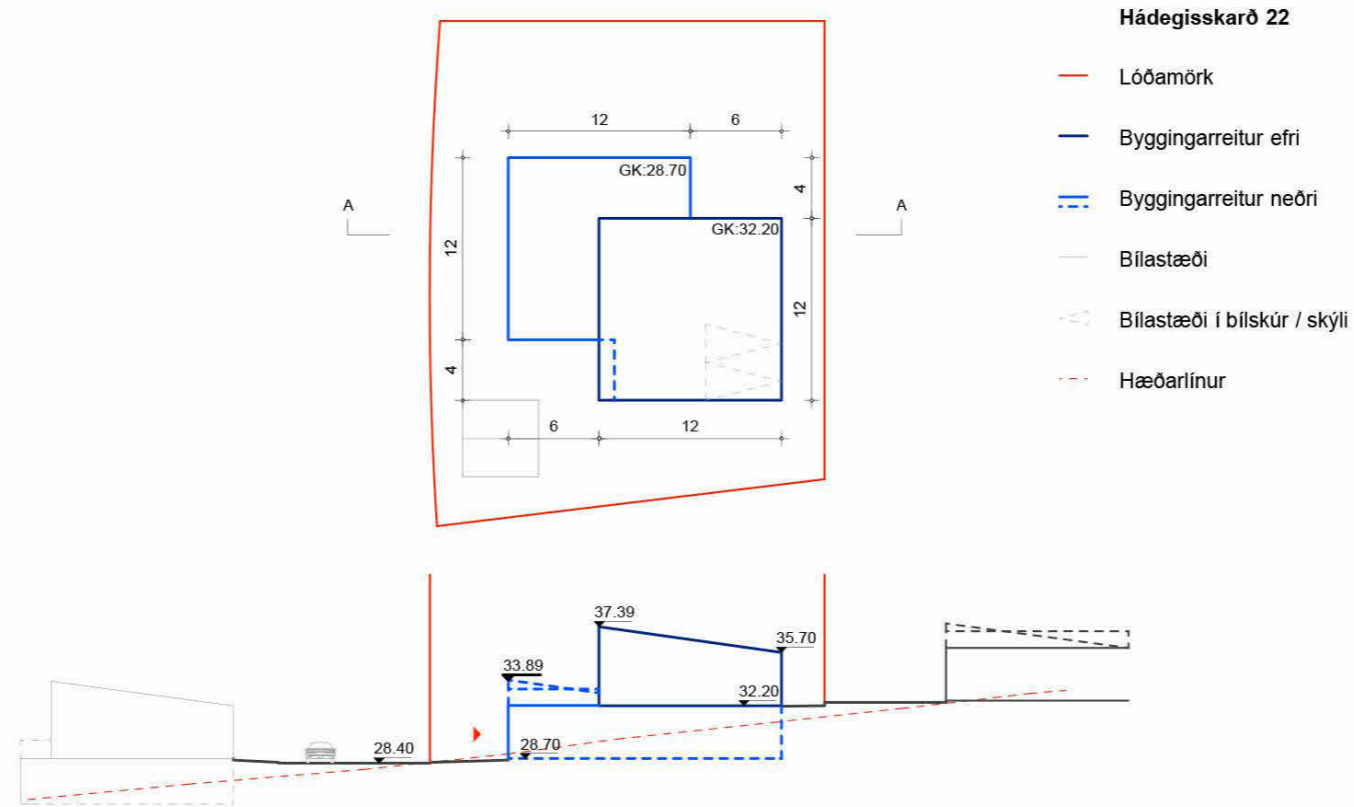 Hádegisskarð 22
Lóðamörk
Byggingarreitur efri
Byggingarreitur neðri
Bílastæði
Bílastæði í bílskúr / skýli
Hæðarlínur
12
6
GK:28.70
4
A
A
GK:32.20
12
12
4
6
12
37.39
35.70
33.89
32.20
28.40
28.70